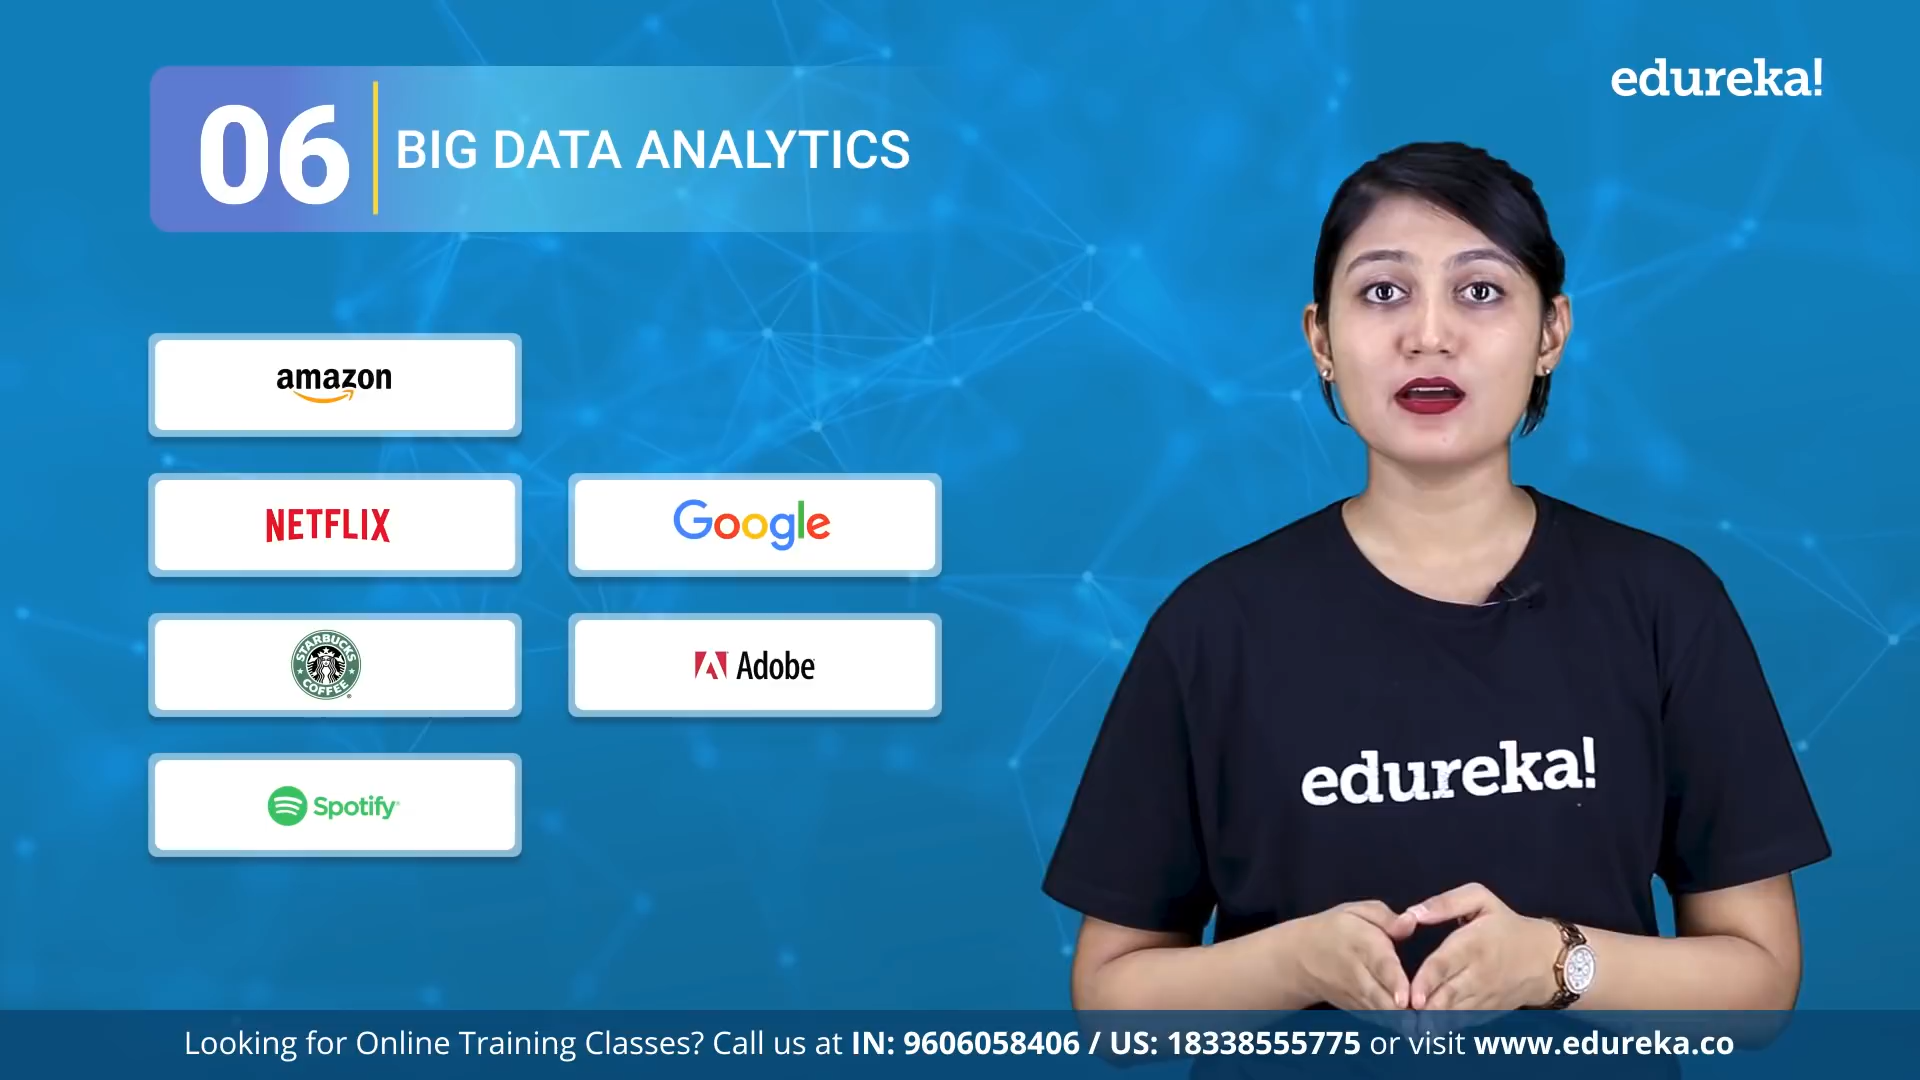 edureka!
06 BIG DATA ANALYTICS
amazon
NETFLIX
Google
STARBUCKS
COFFEE
Adobe
Spotify
edureka!
Looking for Online Training Classes? Call us at IN: 9606058406 / US: 18338555775 or visit www.edureka.co